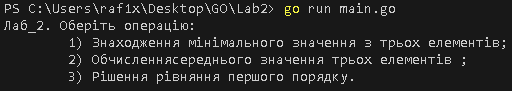 PS C:\Users\raf1x\Desktop\GO\Lab2> go run main.go
Лаб_2. Оберіть операцію:
1) Знаходження мінімального значення з трьох елементів;
2) Обчисленнясереднього значення трьох елементів ;
3) Рішення рівняння першого порядку.